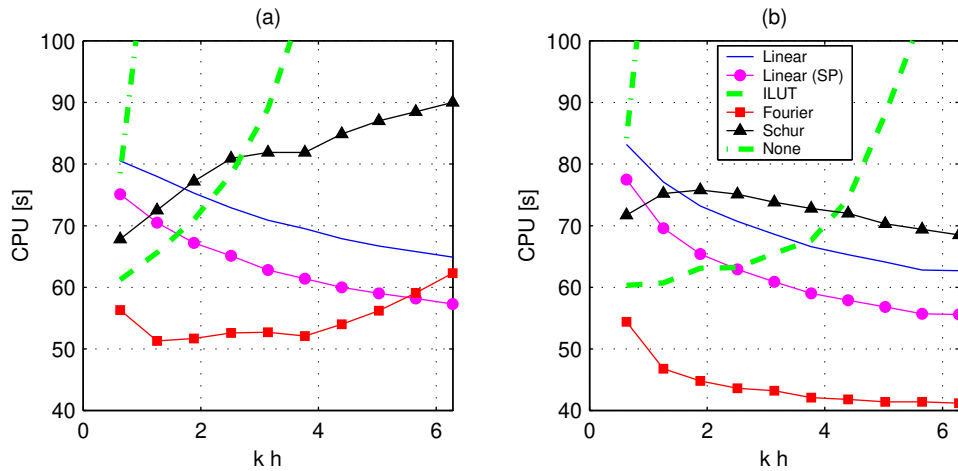 (a)
100
90
80
70
60
50
40
CPU [s]
0
2
4
6
k h
(b)
100
90
80
70
60
50
40
CPU [s]
0
2
4
6
k h
Linear
Linear (SP)
ILUT
Fourier
Schur
None